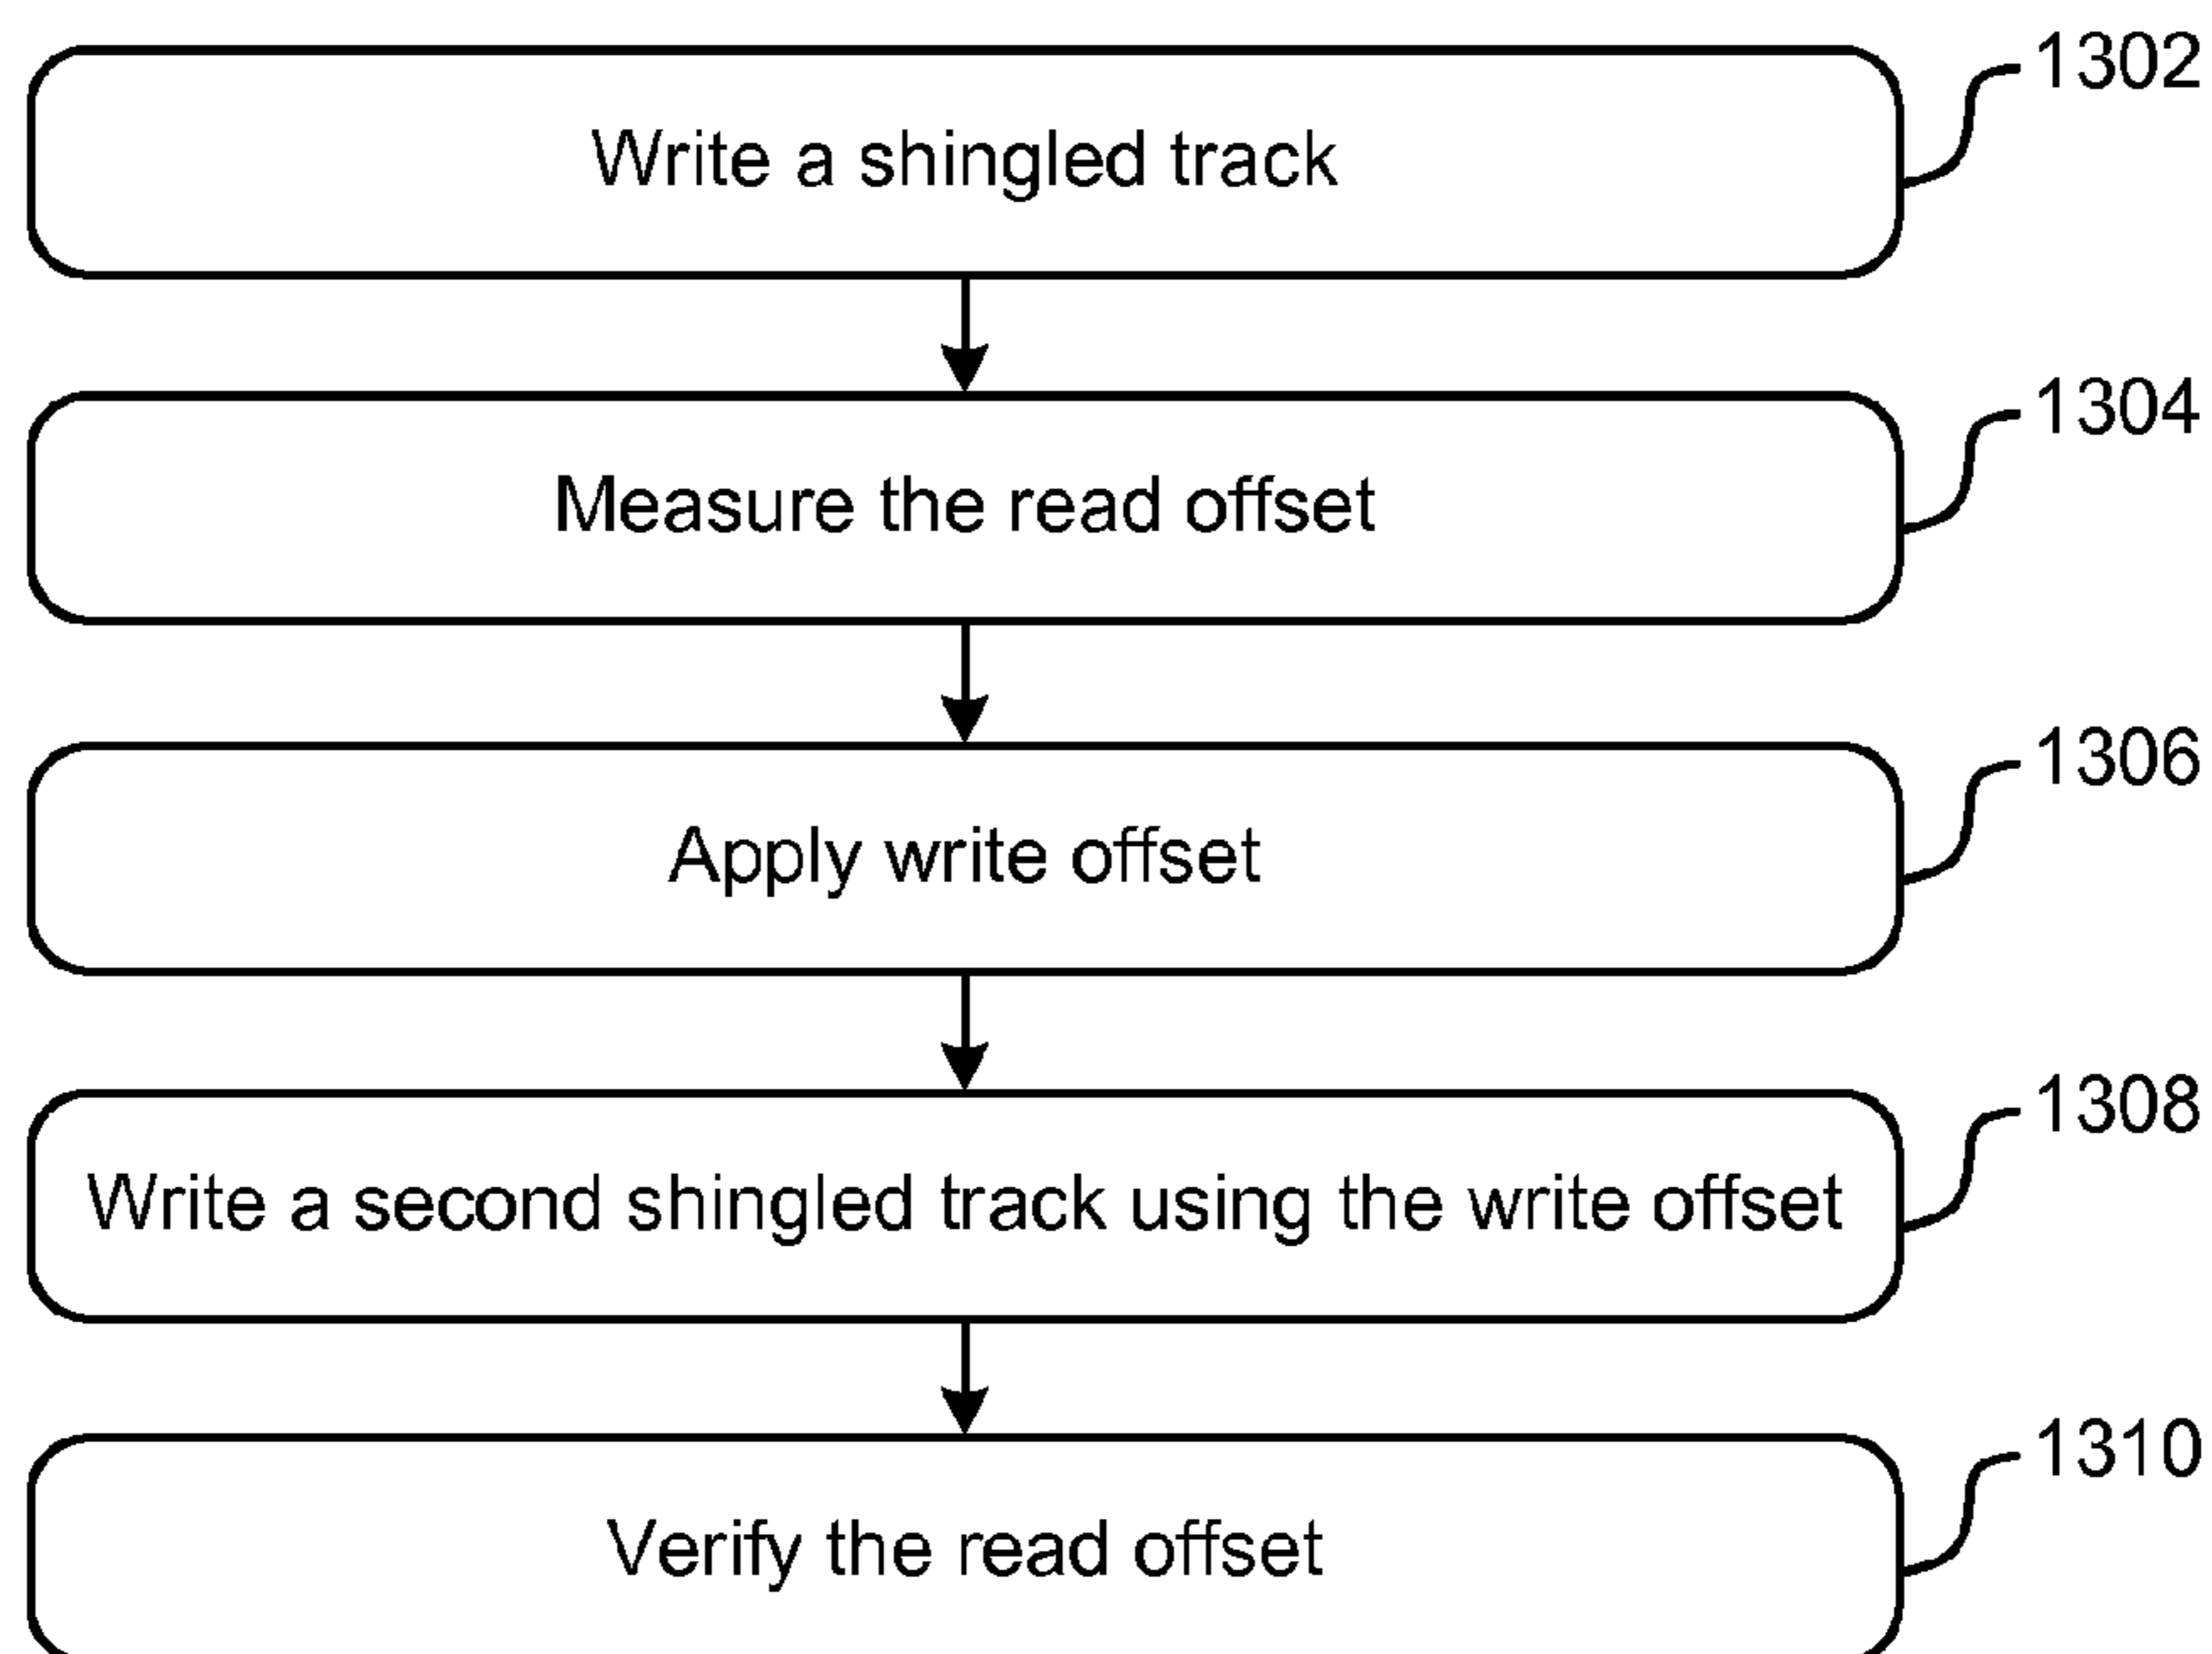 1302
Write a shingled track
1304
Measure the read offset
1306
Apply write offset
1308
Write a second shingled track using the write offset
1310
Verify the read offset